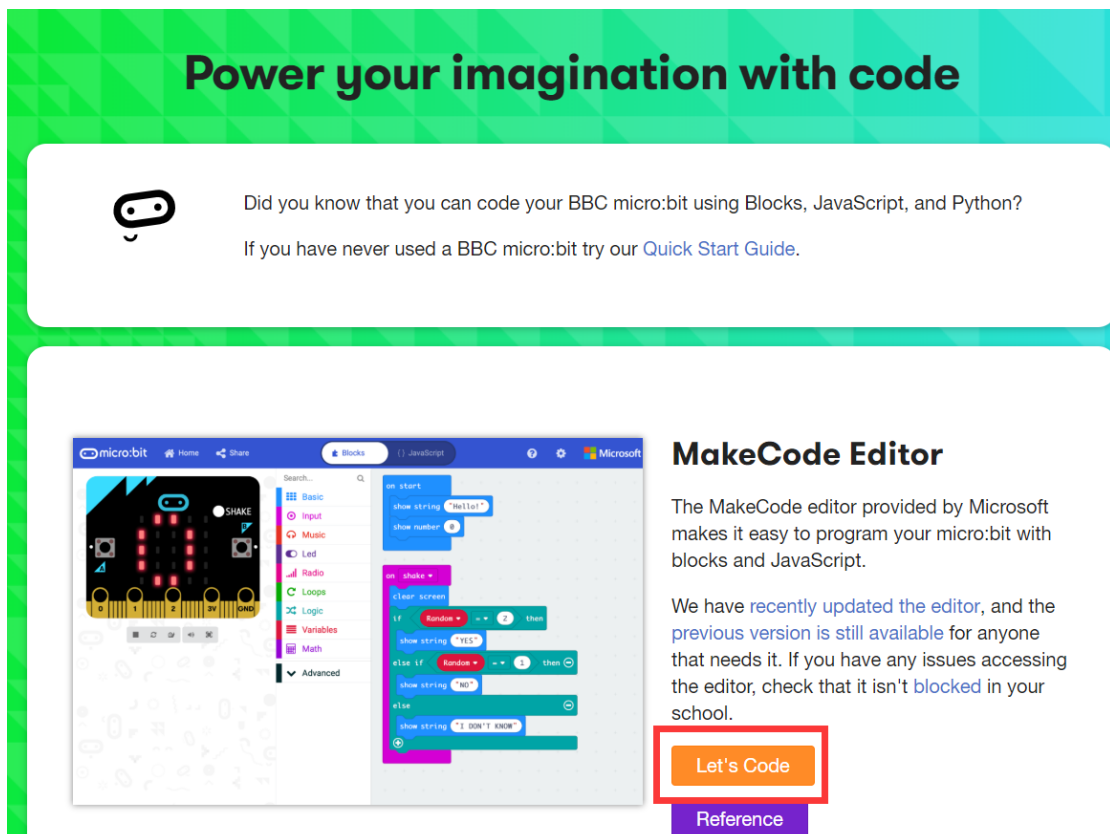 Power your imagination with code
Did you know that you can code your BBC micro:bit using Blocks, JavaScript, and Python?
If you have never used a BBC micro:bit try our Quick Start Guide.
micro:bit Home Share Blocks {} JavaScript ? Microsoft
SHAKE
B
A
0 1 2 3V GND
Search...
Basic
Input
Music
Led
Radio
Loops
Logic
Variables
Math
Advanced
on start
show string "Hello!"
show number 0
on shake
clear screen
if Random = 2 then
show string "YES"
else if Random = 1 then
show string "NO"
else
show string "I DON'T KNOW"
MakeCode Editor
The MakeCode editor provided by Microsoft
makes it easy to program your micro:bit with
blocks and JavaScript.
We have recently updated the editor, and the
previous version is still available for anyone
that needs it. If you have any issues accessing
the editor, check that it isn't blocked in your
school.
Let's Code
Reference